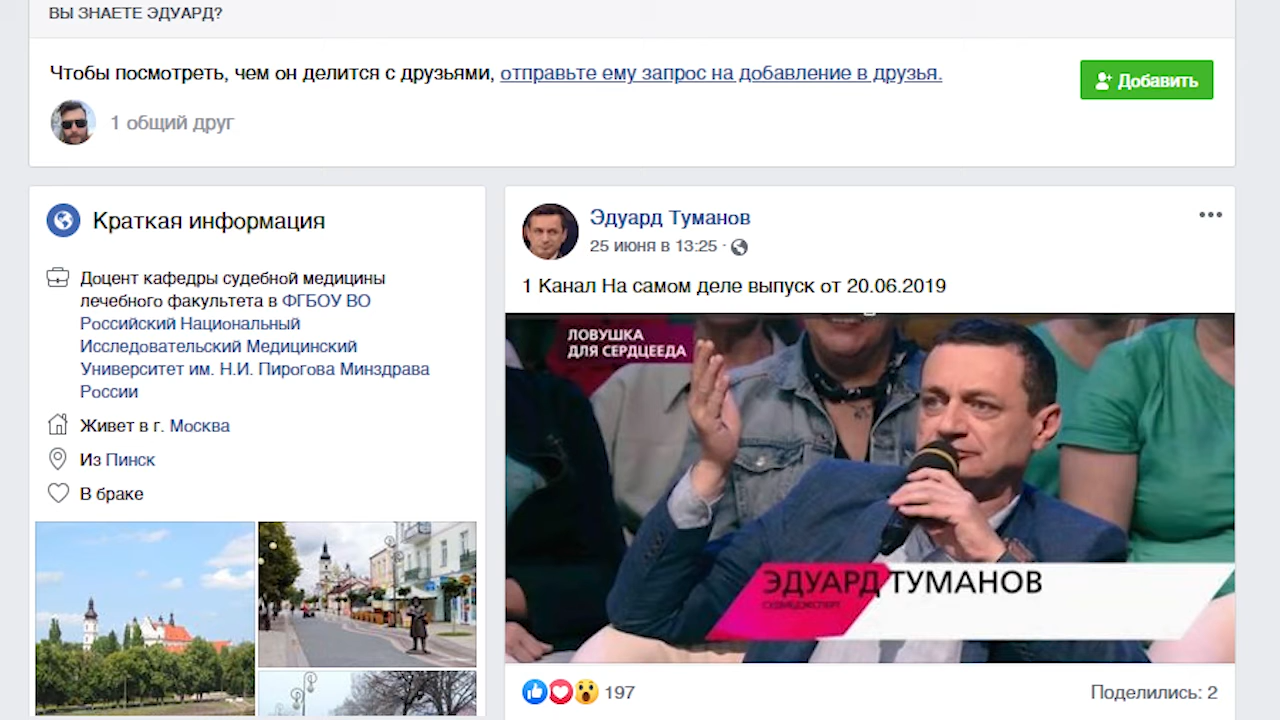 ВЫ ЗНАЕТЕ ЭДУАРД?
Чтобы посмотреть, чем он делится с друзьями, отправьте ему запрос на добавление в друзья.
Добавить
1 общий друг
Краткая информация
Доцент кафедры судебной медицины
лечебного факультета в ФГБОУ ВО
Российский Национальный
Исследовательский Медицинский
Университет им. Н.И. Пирогова Минздрава
России
Живет в г. Москва
Из Пинск
В браке
Эдуард Туманов
25 июня в 13:25 ·
1 Канал На самом деле выпуск от 20.06.2019
ЛОВУШКА
ДЛЯ СЕРДЦЕЕДА
ЭДУАРД ТУМАНОВ
СУДМЕДЭКСПЕРТ
197
Поделились: 2